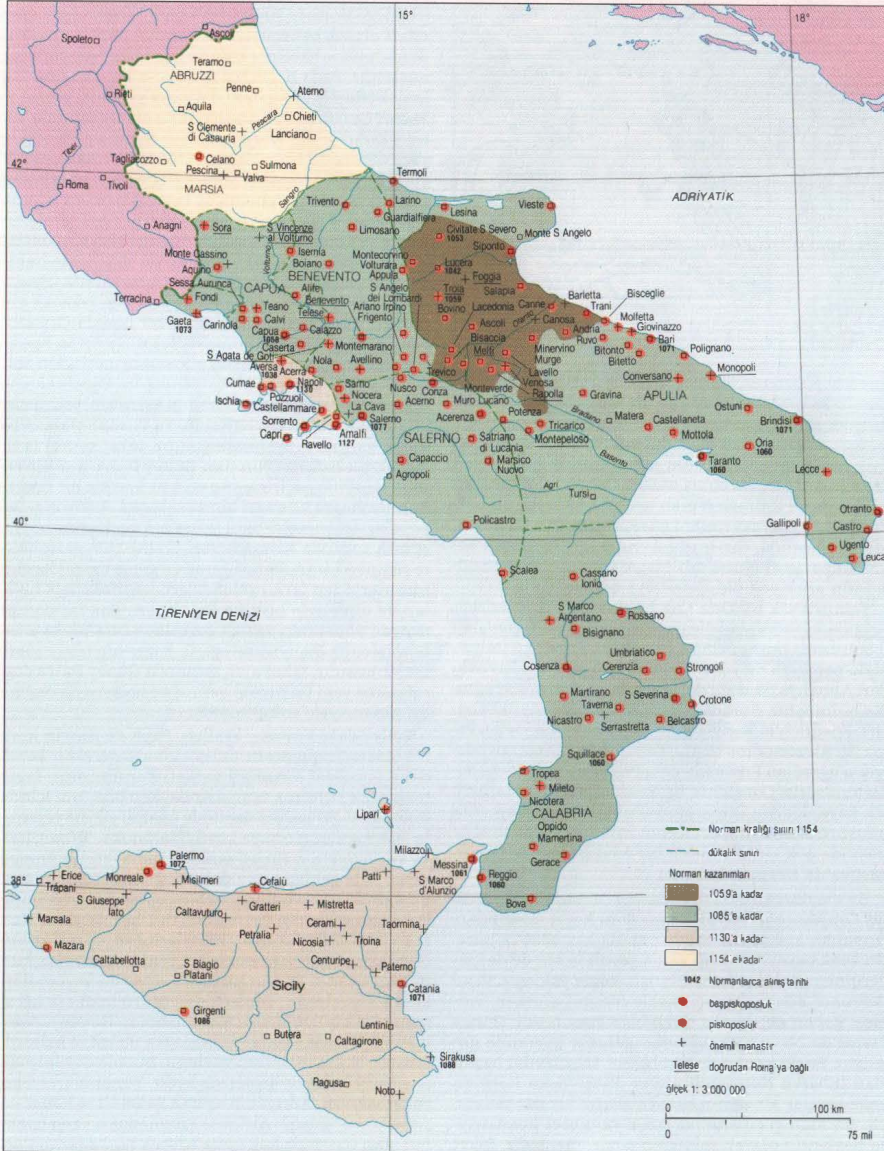 15°
18°
Spoleto
Ascoli
Teramo
ABRUZZI
Penne
Aterno
Rieti
Aquila
Pescara
Chieti
S Clemente
di Casauria
Lanciano
Tiber
Celano
Tagliacozzo
Sulmona
42°
Pescina
Valva
Termoli
Roma
Tivoli
MARSIA
Sangro
ADRİYATİK
Trivento
Larino
Lesina
Vieste
Guardialfiera
Anagni
Sora
S Vincenze
al Volturno
Limosano
Civitate S Severo
1053
Monte S Angelo
Siponto
Monte Cassino
Volturno
Isernia
Montecorvino
Lucera
1042
Aquino
Boiano
Volturara
Appula
Foggia
BENEVENTO
Sessa Aurunca
CAPUA
Alife
S Angelo
dei Lombardi
Troia
1059
Salapia
Terracina
Fondi
Benevento
Canne
Barletta
Trani
Bisceglie
Gaeta
1073
Teano
Telese
Ariano Irpino
Bovino
Lacedonia
Molfetta
Carinola
Calvi
Frigento
Ascoli
Canosa
Andria
Giovinazzo
Capua
1058
Caiazzo
Bisaccia
Ruvo
Bari
1071
Caserta
Montemarano
Melfi
Minervino
Murge
Bitonto
Polignano
S Agata de Goti
Nola
Avellino
Bitetto
Aversa
1038
Acerra
Lavello
Monopoli
Cumae
Napoli
1139
Sarno
Nusco
Conza
Monteverde
Venosa
Conversano
Pozzuoli
Nocera
Rapolla
Gravina
APULIA
Ischia
Castellammare
La Cava
Acerno
Muro Lucano
Bradano
Ostuni
Sorrento
Salerno
1077
Acerenza
Potenza
Matera
Castellaneta
Brindisi
1071
Capri
Ravello
Amalfi
1127
SALERNO
Tricarico
Mottola
Oria
1060
Satriano
di Lucania
Montepeloso
Capaccio
Marsico
Nuovo
Basento
Taranto
1060
Lecce
Agropoli
Agri
Tursi
Otranto
40°
Policastro
Gallipoli
Castro
Ugento
Leuca
Scalea
Cassano
Ionio
TİRENİYEN DENİZİ
S Marco
Argentano
Rossano
Bisignano
Umbriatico
Cosenza
Cerenzia
Strongoli
Martirano
S Severina
Crotone
Taverna
Nicastro
Serrastretta
Belcastro
Squillace
1060
Tropea
Mileto
Lipari
Nicotera
CALABRIA
Oppido
Mamertina
Milazzo
Palermo
1072
Messina
1061
Gerace
38°
Erice
Monreale
Patti
Reggio
1060
Trápani
Misilmeri
Cefalù
S Marco
d'Alunzio
S Giuseppe
Iato
Gratteri
Mistretta
Bova
Marsala
Caltavuturo
Cerami
Taormina
Mazara
Petralia
Troina
Nicosia
Caltabellotta
S Biagio
Platani
Centuripe
Paterno
Sicily
Catania
1071
Girgenti
1086
Lentini
Butera
Caltagirone
Sirakusa
1088
Ragusa
Noto
Norman krallığı sınırı 1154
dükalık sınırı
Norman kazanımları
1059'a kadar
1085'e kadar
1130'a kadar
1154 e kadar
1042 Normanlarca alınış tarihi
başpiskoposluk
piskoposluk
önemli manastır
Telese doğrudan Roma'ya bağlı
ölçek 1: 3 000 000
0 100 km
0 75 mil